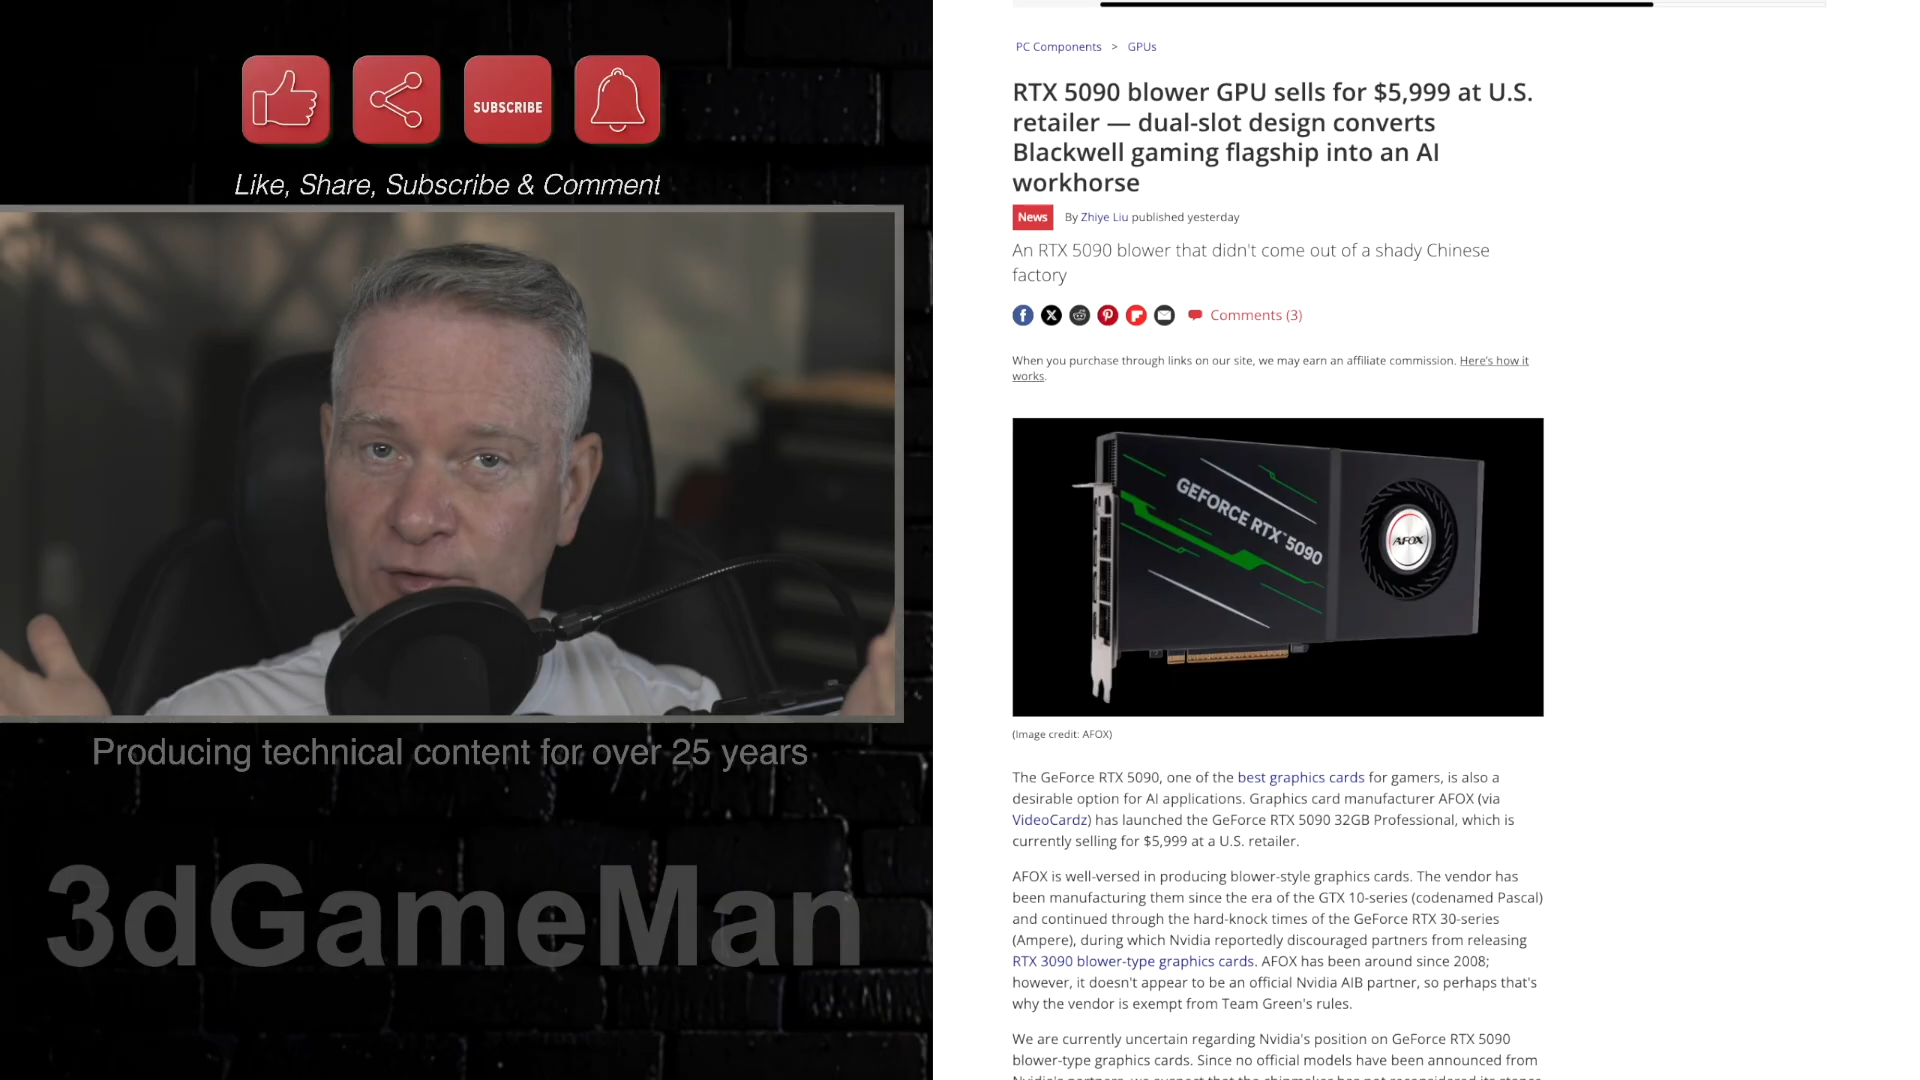 SUBSCRIBE
Like, Share, Subscribe & Comment
Producing technical content for over 25 years
3dGameMan
PC Components > GPUs
RTX 5090 blower GPU sells for $5,999 at U.S.
retailer — dual-slot design converts
Blackwell gaming flagship into an AI
workhorse
News By Zhiye Liu published yesterday
An RTX 5090 blower that didn't come out of a shady Chinese
factory
Comments (3)
When you purchase through links on our site, we may earn an affiliate commission. Here's how it
works.
GEFORCE RTX 5090
AFOX
(Image credit: AFOX)
The GeForce RTX 5090, one of the best graphics cards for gamers, is also a
desirable option for AI applications. Graphics card manufacturer AFOX (via
VideoCardz) has launched the GeForce RTX 5090 32GB Professional, which is
currently selling for $5,999 at a U.S. retailer.
AFOX is well-versed in producing blower-style graphics cards. The vendor has
been manufacturing them since the era of the GTX 10-series (codenamed Pascal)
and continued through the hard-knock times of the GeForce RTX 30-series
(Ampere), during which Nvidia reportedly discouraged partners from releasing
RTX 3090 blower-type graphics cards. AFOX has been around since 2008;
however, it doesn't appear to be an official Nvidia AIB partner, so perhaps that's
why the vendor is exempt from Team Green's rules.
We are currently uncertain regarding Nvidia's position on GeForce RTX 5090
blower-type graphics cards. Since no official models have been announced from